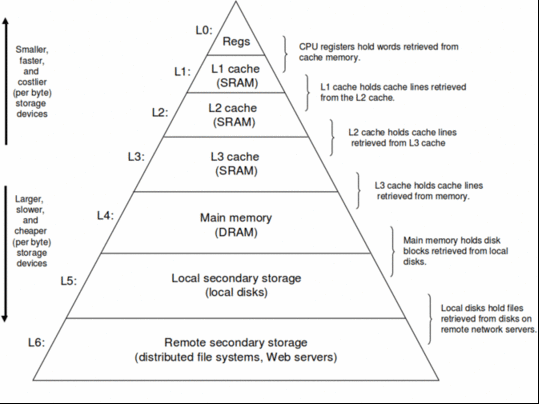 Smaller,
faster,
and
costlier
(per byte)
storage
devices
Larger,
slower,
and
cheaper
(per byte)
storage
devices
L0:
Regs
L1:
L1 cache
(SRAM)
L2:
L2 cache
(SRAM)
L3:
L3 cache
(SRAM)
L4:
Main memory
(DRAM)
L5:
Local secondary storage
(local disks)
L6:
Remote secondary storage
(distributed file systems, Web servers)
CPU registers hold words retrieved from
cache memory.
L1 cache holds cache lines retrieved
from the L2 cache.
L2 cache holds cache lines
retrieved from L3 cache
L3 cache holds cache lines
retrieved from memory.
Main memory holds disk
blocks retrieved from local
disks.
Local disks hold files
retrieved from disks on
remote network servers.